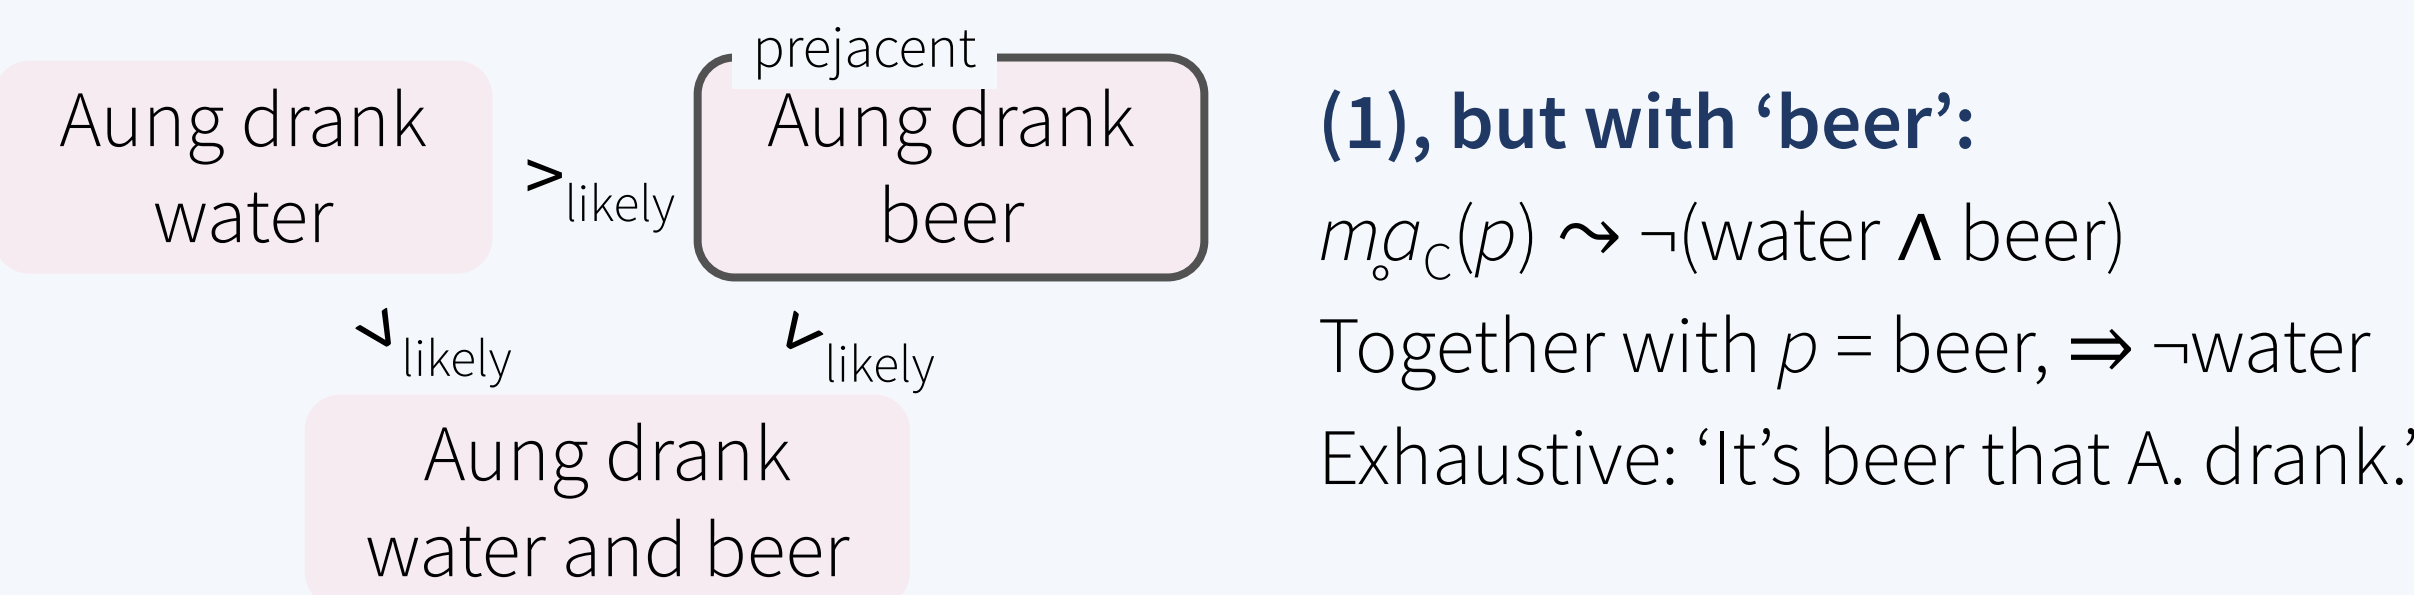 prejacent
Aung drank
water
>likely
Aung drank
beer
>likely
>likely
Aung drank
water and beer
(1), but with ‘beer’:
m̥aC(p) ⤳ ¬(water ∧ beer)
Together with p = beer, ⇒ ¬water
Exhaustive: ‘It’s beer that A. drank.’